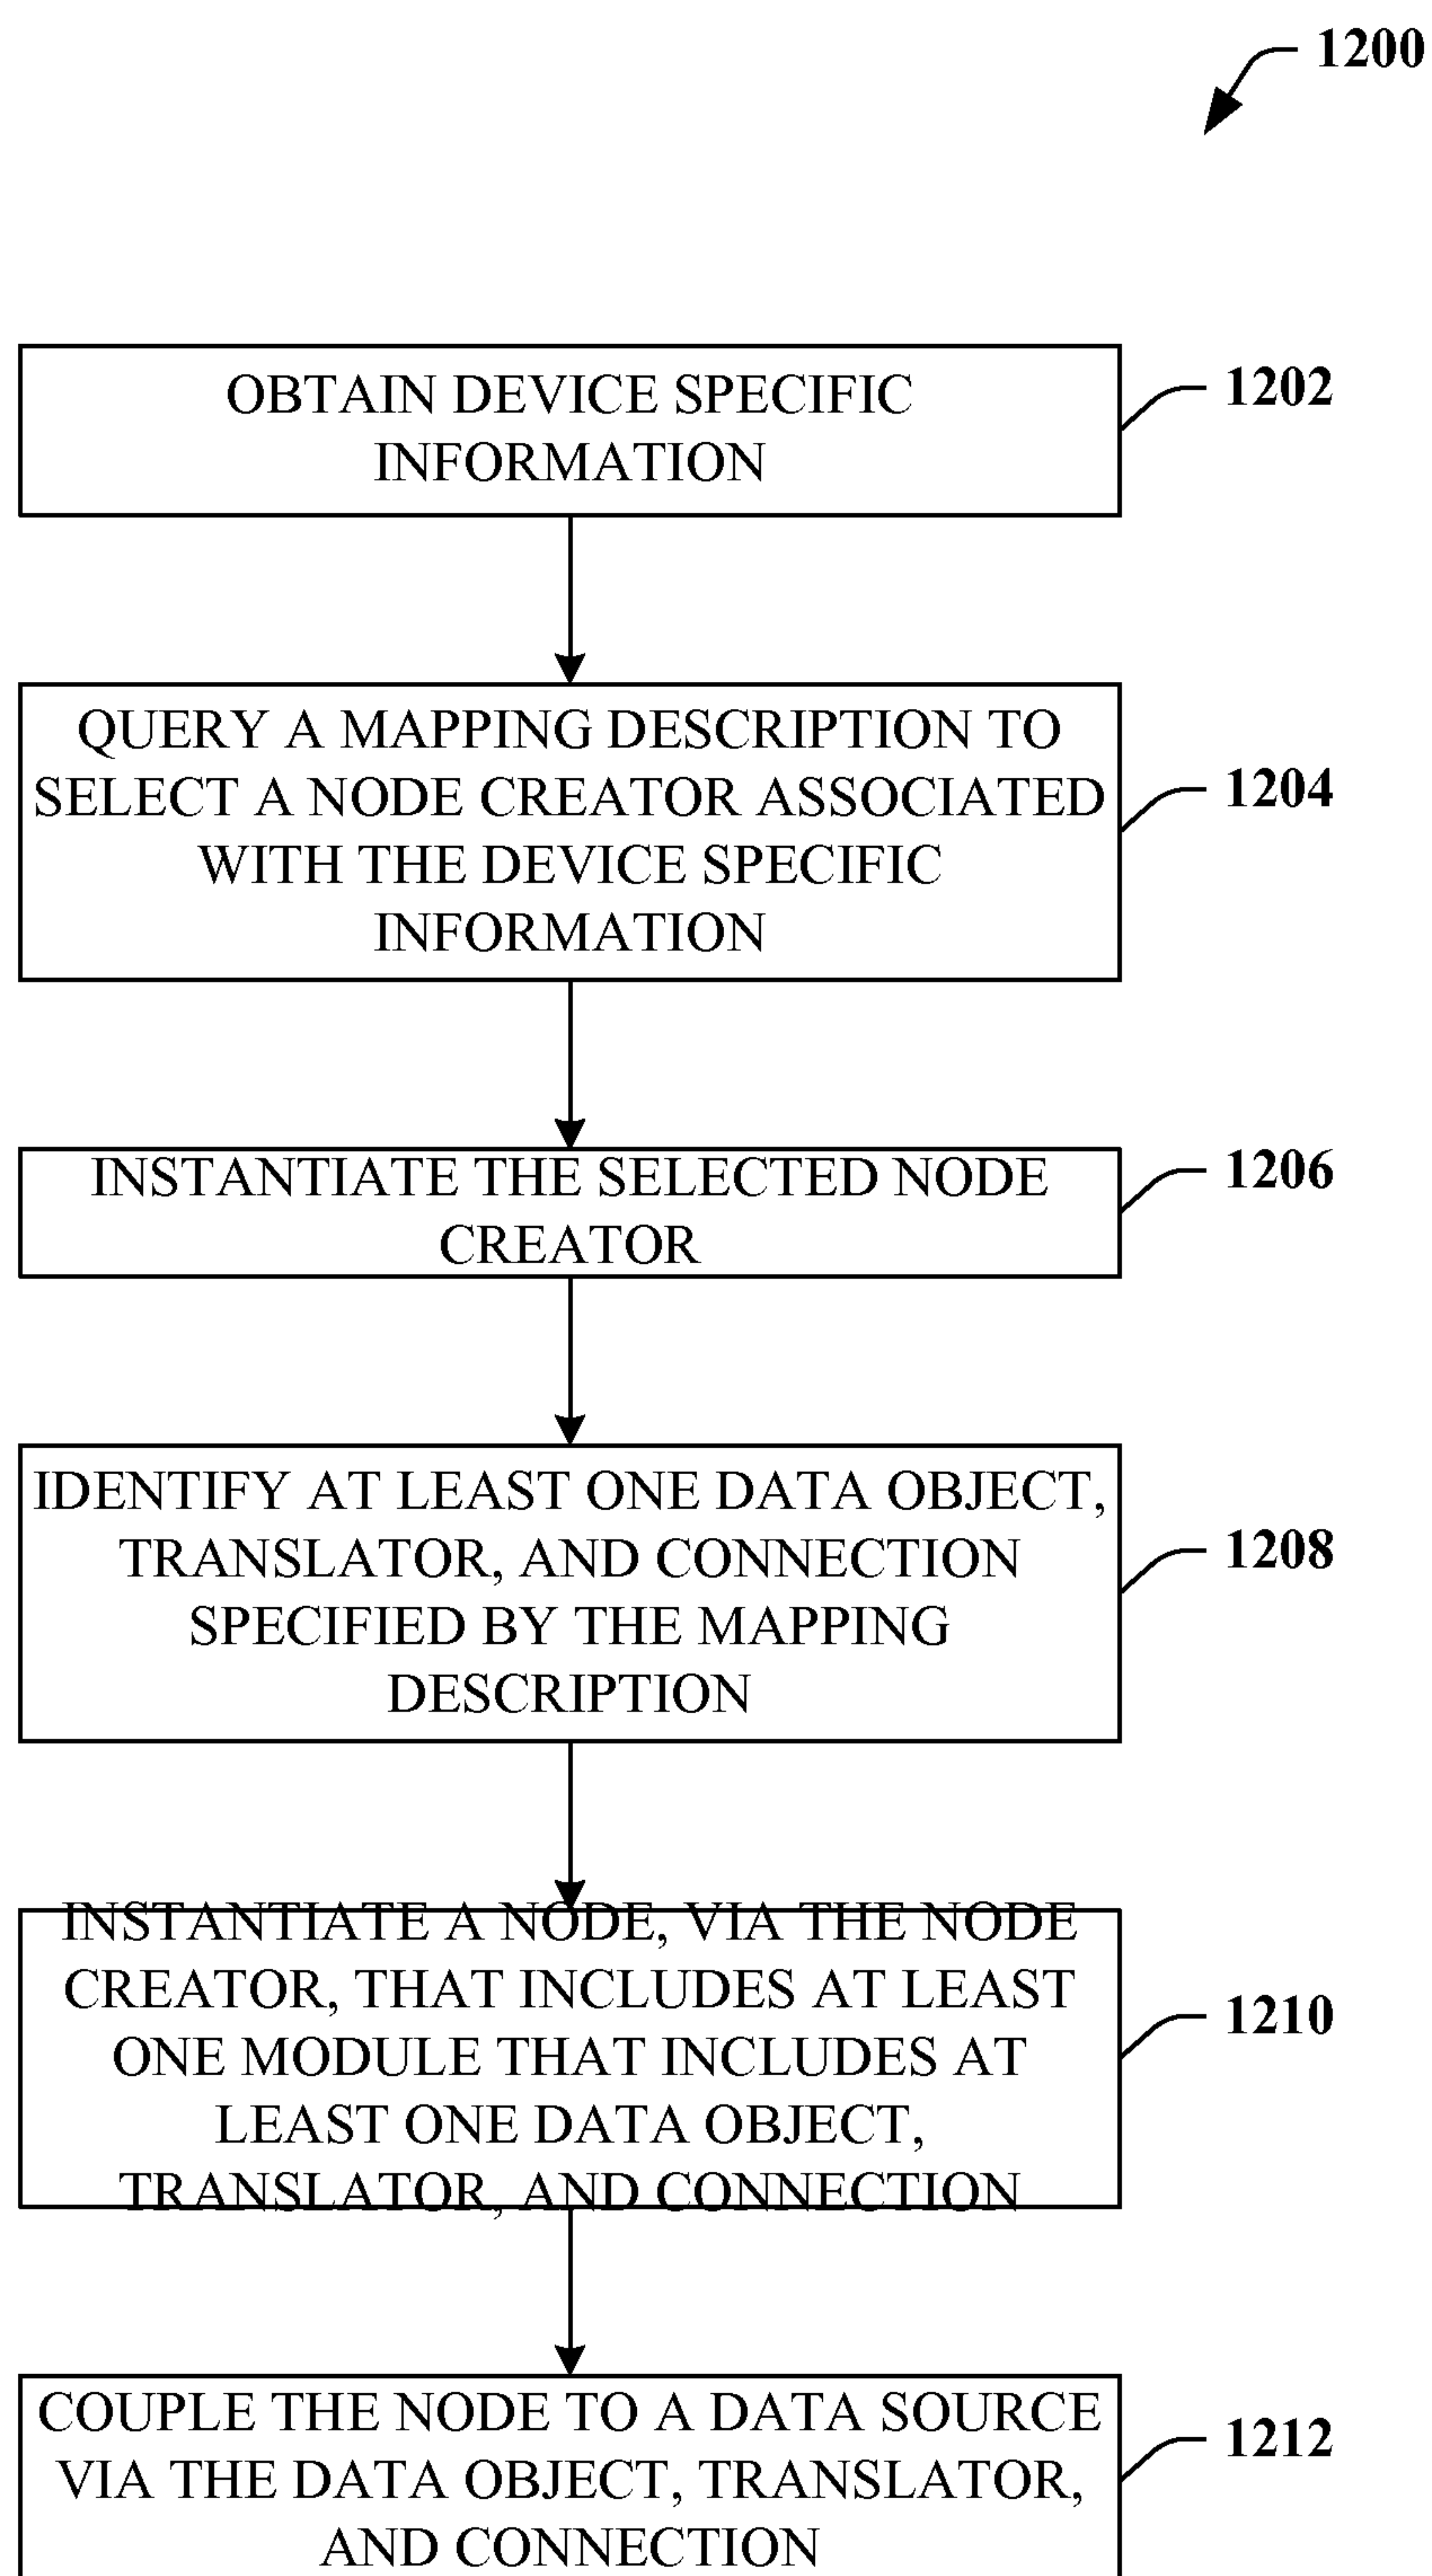 1200
OBTAIN DEVICE SPECIFIC
INFORMATION
1202
QUERY A MAPPING DESCRIPTION TO
SELECT A NODE CREATOR ASSOCIATED
WITH THE DEVICE SPECIFIC
INFORMATION
1204
INSTANTIATE THE SELECTED NODE
CREATOR
1206
IDENTIFY AT LEAST ONE DATA OBJECT,
TRANSLATOR, AND CONNECTION
SPECIFIED BY THE MAPPING
DESCRIPTION
1208
INSTANTIATE A NODE, VIA THE NODE
CREATOR, THAT INCLUDES AT LEAST
ONE MODULE THAT INCLUDES AT
LEAST ONE DATA OBJECT,
TRANSLATOR, AND CONNECTION
1210
COUPLE THE NODE TO A DATA SOURCE
VIA THE DATA OBJECT, TRANSLATOR,
AND CONNECTION
1212